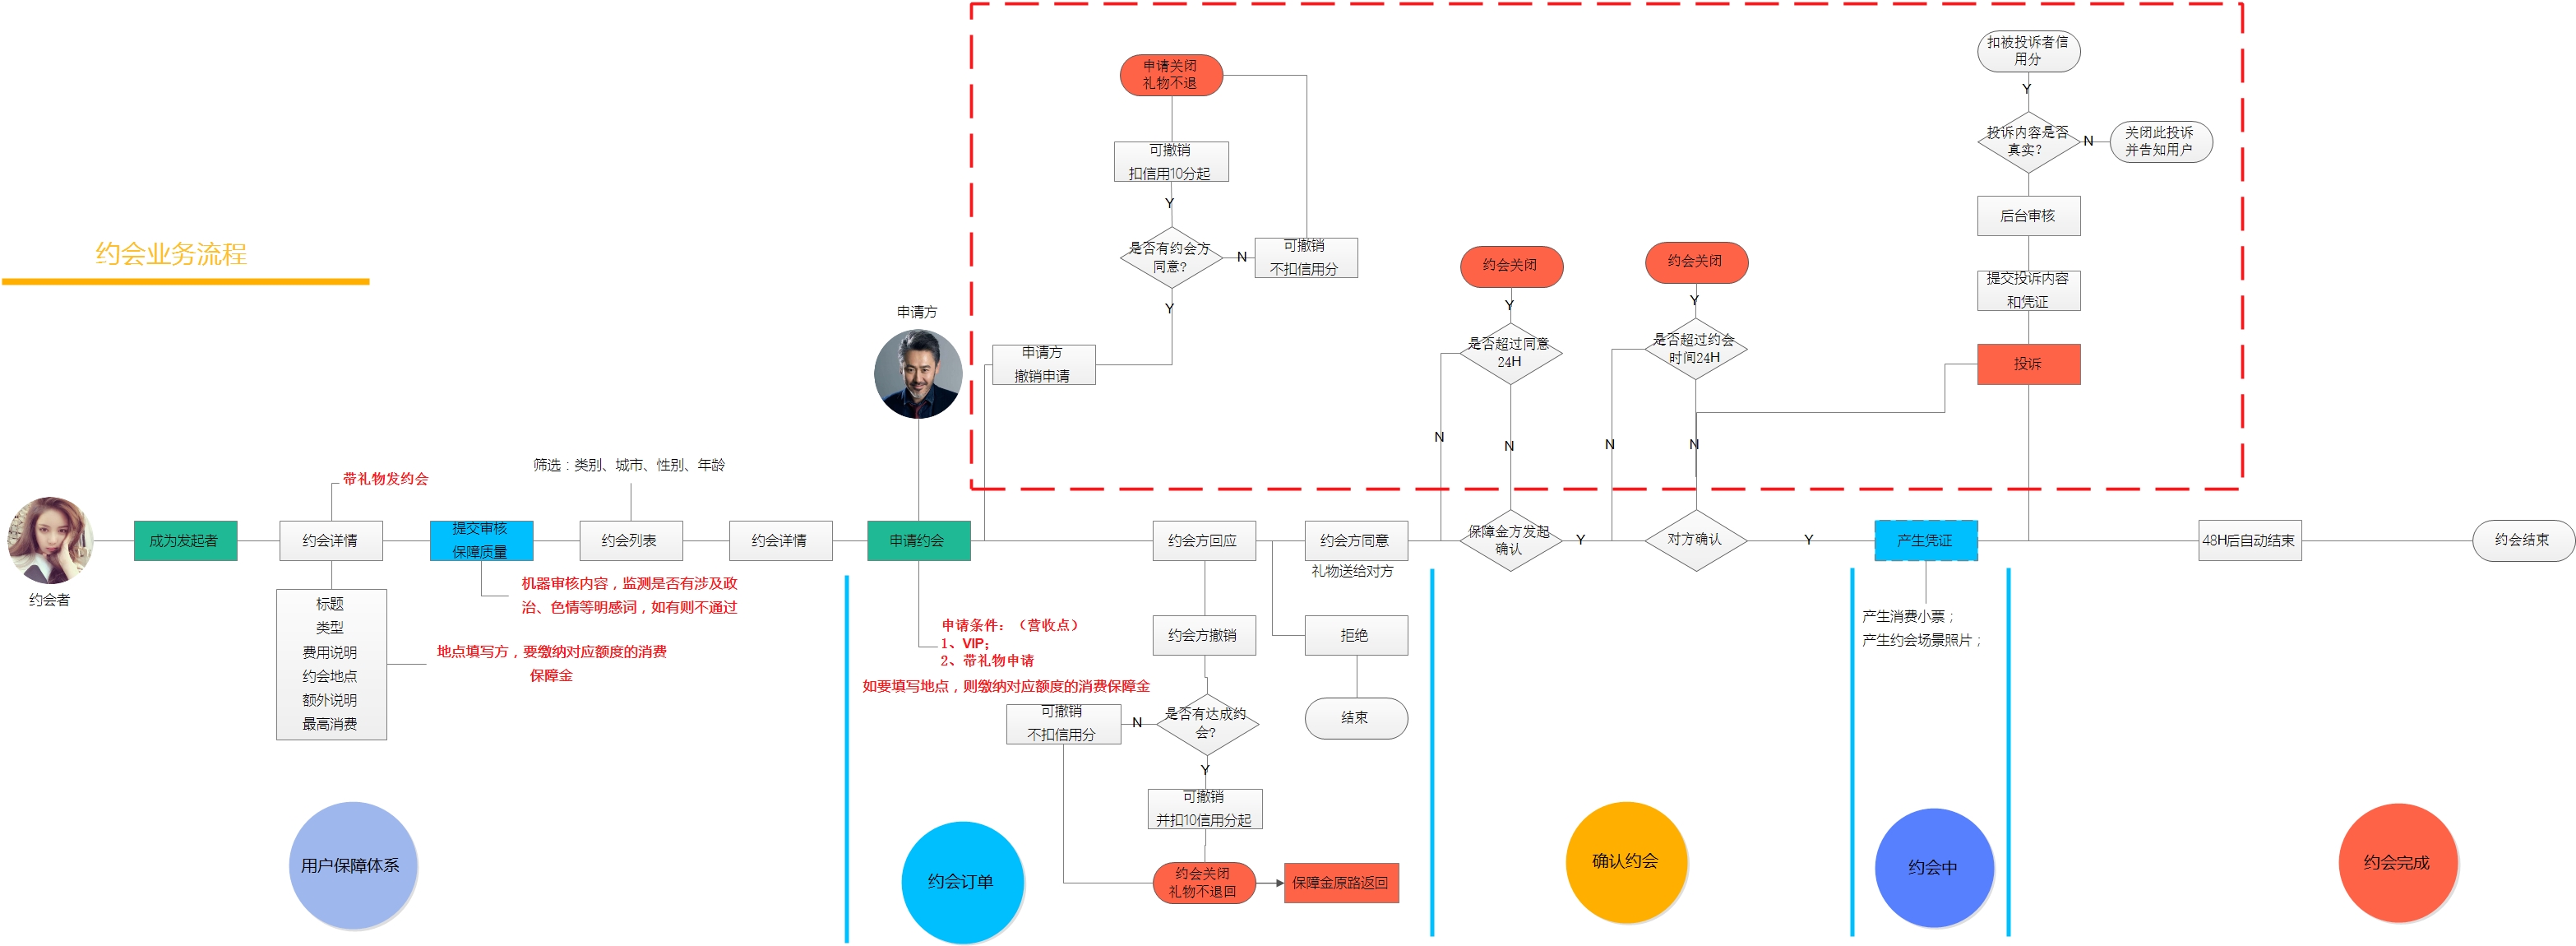 约会业务流程
约会者
成为发起者
带礼物发约会
约会详情
标题
类型
费用说明
约会地点
额外说明
最高消费
地点填写方，要缴纳对应额度的消费
保障金
提交审核
保障质量
机器审核内容，监测是否有涉及政
治、色情等明感词，如有则不通过
筛选：类别、城市、性别、年龄
约会列表
约会详情
申请方
申请约会
申请条件：（营收点）
1、VIP；
2、带礼物申请
如要填写地点，则缴纳对应额度的消费保障金
申请方
撤销申请
申请关闭
礼物不退
可撤销
扣信用10分起
Y
是否有约会方
同意?
N
可撤销
不扣信用分
Y
约会方回应
约会方同意
礼物送给对方
约会方撤销
拒绝
结束
是否有达成约
会?
N
可撤销
不扣信用分
Y
可撤销
并扣10信用分起
约会关闭
礼物不退回
保障金原路返回
约会关闭
Y
是否超过同意
24H
N
N
保障金方发起
确认
Y
约会关闭
Y
是否超过约会
时间24H
N
N
对方确认
Y
扣被投诉者信
用分
Y
投诉内容是否
真实?
N
关闭此投诉
并告知用户
后台审核
提交投诉内容
和凭证
投诉
产生凭证
产生消费小票；
产生约会场景照片；
48H后自动结束
约会结束
用户保障体系
约会订单
确认约会
约会中
约会完成